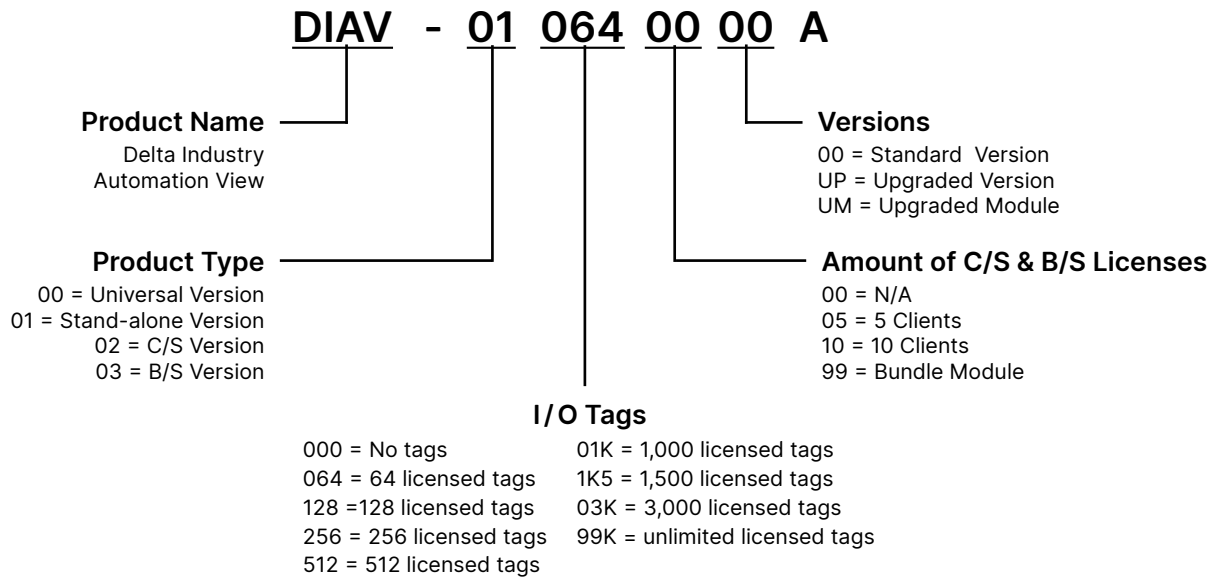 DIAV - 01 064 00 00 A
Product Name
Delta Industry
Automation View
Versions
00 = Standard Version
UP = Upgraded Version
UM = Upgraded Module
Product Type
00 = Universal Version
01 = Stand-alone Version
02 = C/S Version
03 = B/S Version
Amount of C/S & B/S Licenses
00 = N/A
05 = 5 Clients
10 = 10 Clients
99 = Bundle Module
I/O Tags
000 = No tags
064 = 64 licensed tags
128 =128 licensed tags
256 = 256 licensed tags
512 = 512 licensed tags
01K = 1,000 licensed tags
1K5 = 1,500 licensed tags
03K = 3,000 licensed tags
99K = unlimited licensed tags